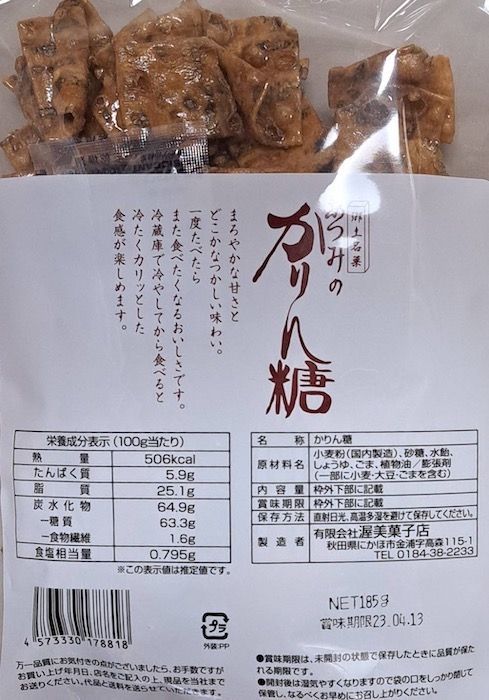 郷土名菓
あつみの
かりん糖
まろやかな甘さと
どこかなつかしい味わい。
一度たべたら
また食べたくなるおいしさです。
冷蔵庫で冷やしてから食べると
冷たくカリッとした
食感が楽しめます。
栄養成分表示(100g当たり)
熱量 506kcal
たんぱく質 5.9g
脂質 25.1g
炭水化物 64.9g
−糖質 63.3g
−食物繊維 1.6g
食塩相当量 0.795g
※この表示値は推定値です。
名称 かりん糖
原材料名 小麦粉(国内製造)、砂糖、水飴、
しょうゆ、ごま、植物油/膨張剤
(一部に小麦・大豆・ごまを含む)
内容量 枠外下部に記載
賞味期限 枠外下部に記載
保存方法 直射日光、高温多湿を避けて保存してください。
製造者 有限会社渥美菓子店
秋田県にかほ市金浦字高森115-1
TEL 0184-38-2233
NET185g
賞味期限23.04.13
4 573330 178818
プラ
外装:PP
万一品質にお気付きの点がございましたら、お手数ですが
お買い上げ年月日、店名をご記入の上、現品を当社まで
お送りください。代品と送料を送らせていただきます。
●賞味期限は、未開封の状態で保存したときに品質が保た
れる期限です。
●開封後は湿気やすくなりますので袋の口をしっかり閉じて
保管し、なるべくお早めにお召し上がりください。